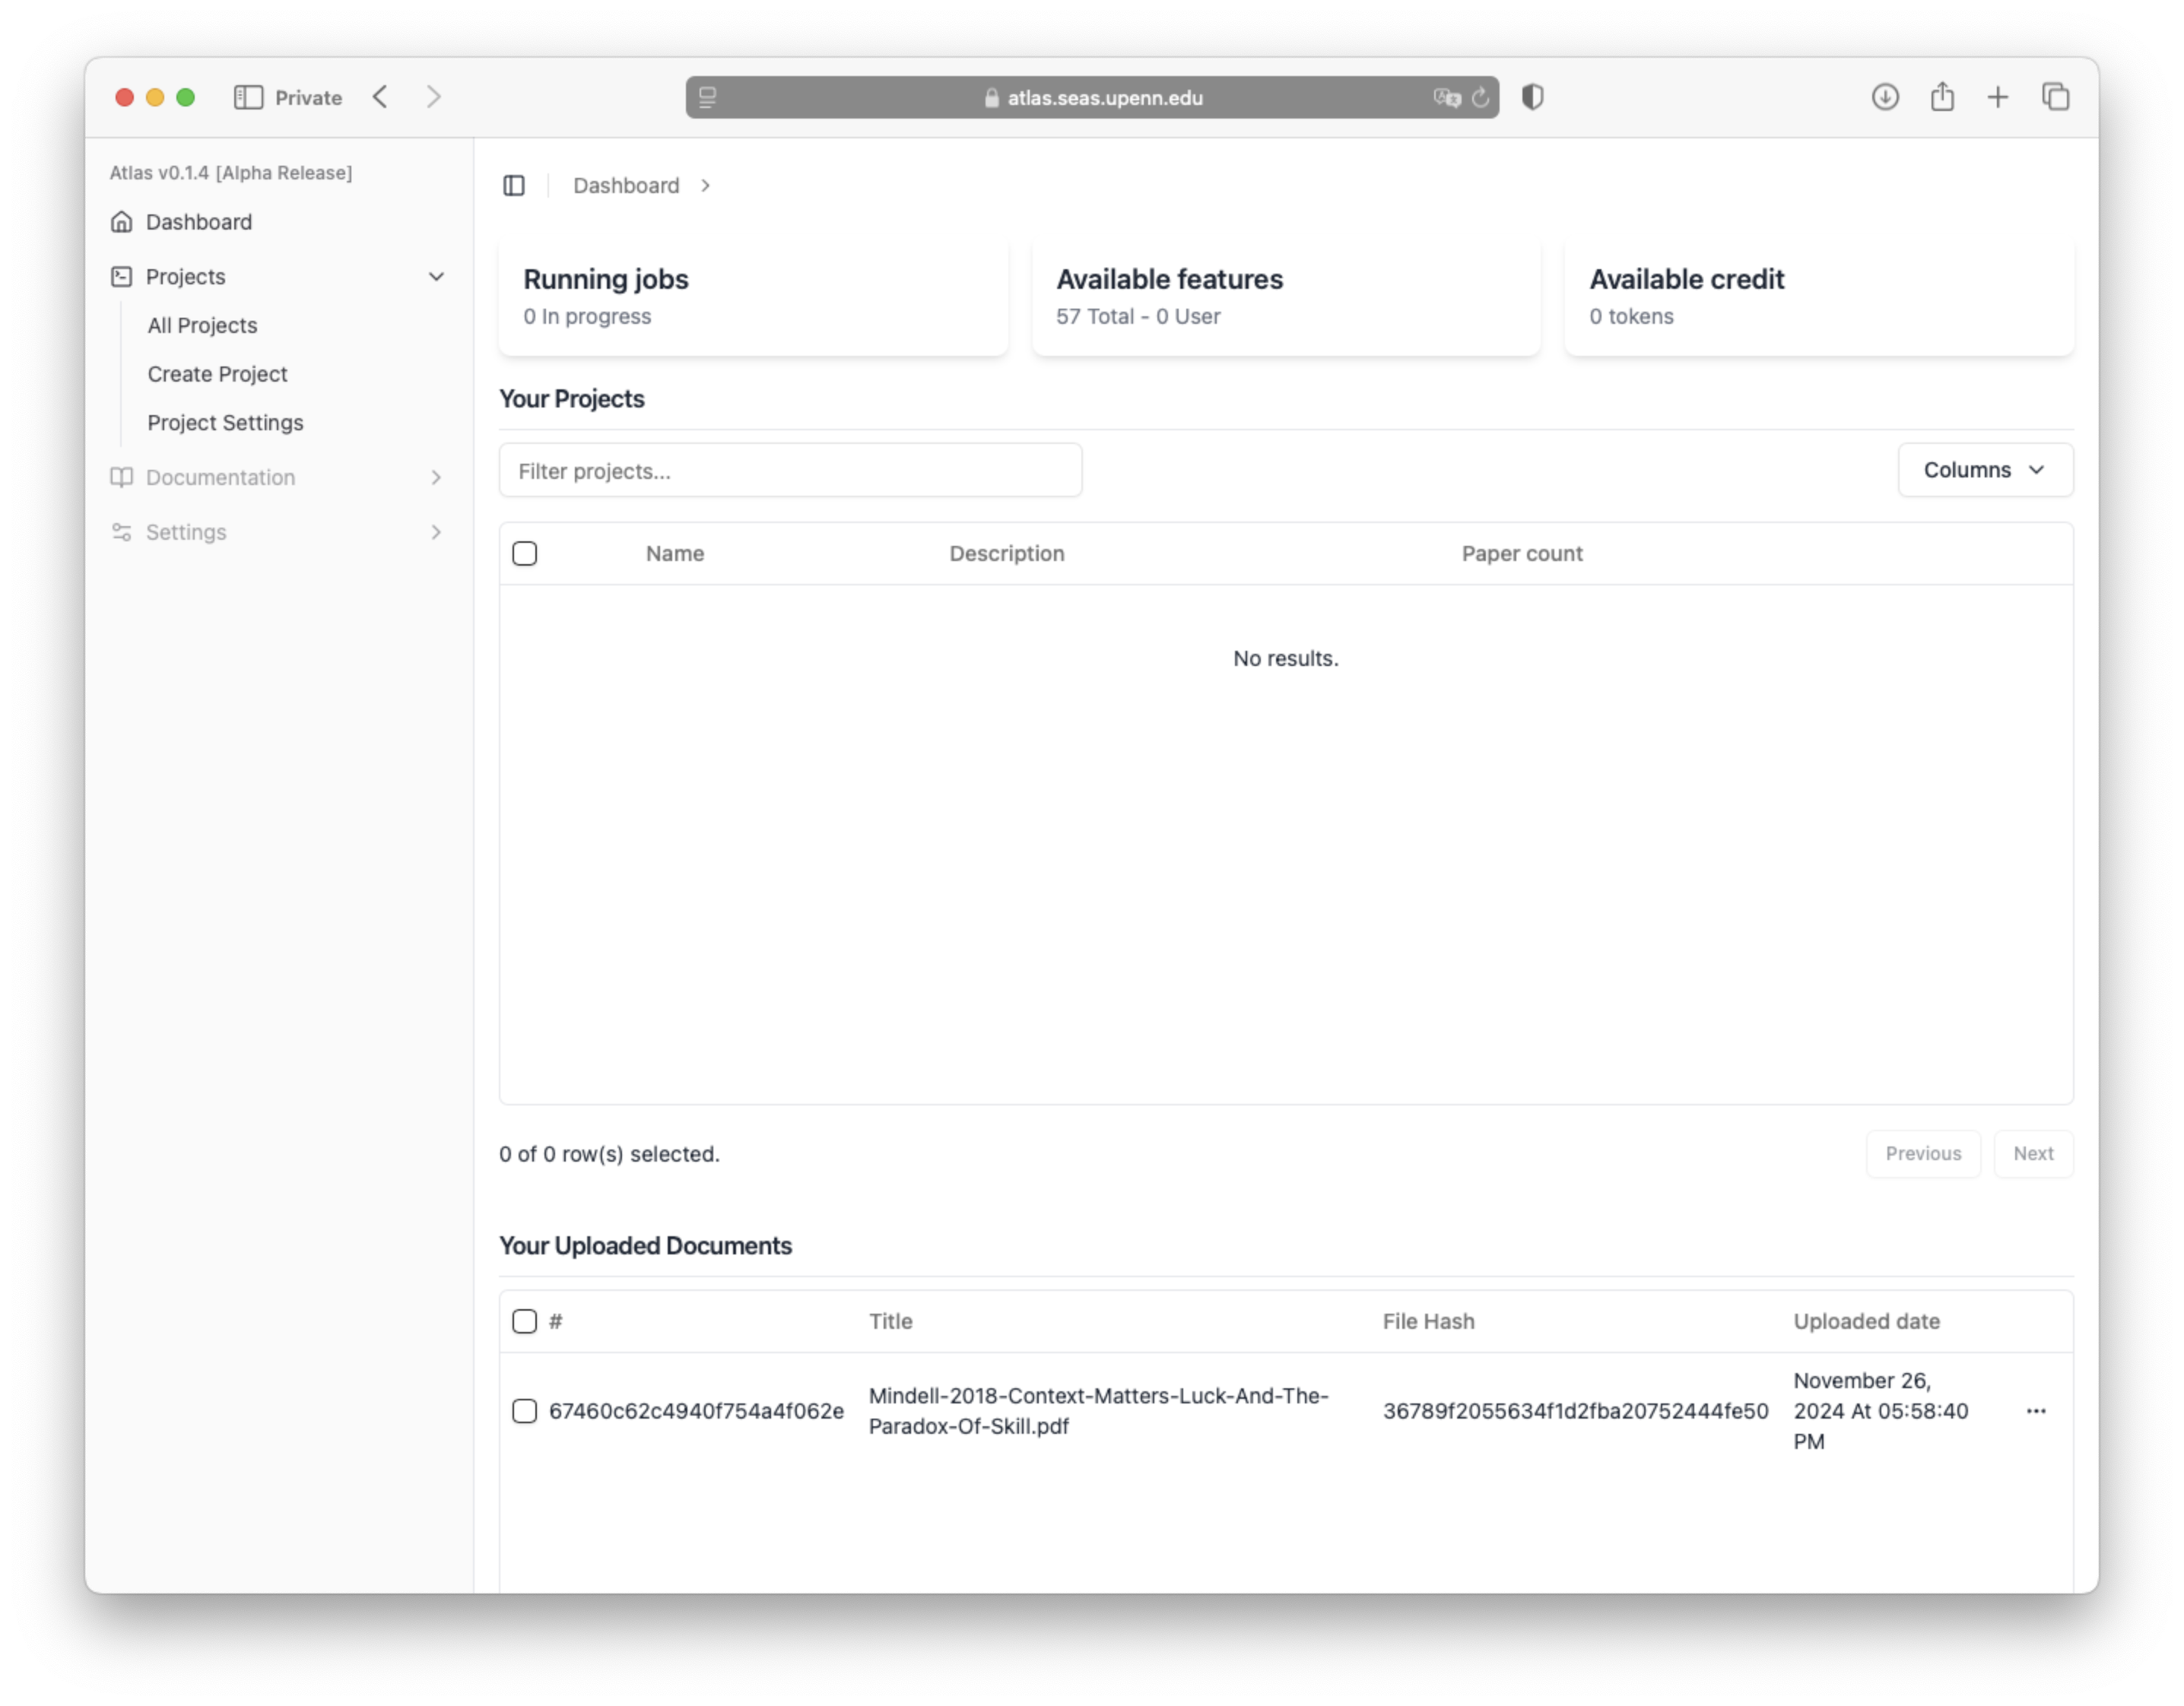 Private
atlas.seas.upenn.edu
Atlas v0.1.4 [Alpha Release]
Dashboard
Projects
All Projects
Create Project
Project Settings
Documentation
Settings
Dashboard
Running jobs
0 In progress
Available features
57 Total - 0 User
Available credit
0 tokens
Your Projects
Filter projects...
Columns
Name Description Paper count
No results.
0 of 0 row(s) selected.
Previous Next
Your Uploaded Documents
# Title File Hash Uploaded date
67460c62c4940f754a4f062e
Mindell-2018-Context-Matters-Luck-And-The-
Paradox-Of-Skill.pdf
36789f2055634f1d2fba20752444fe50
November 26,
2024 At 05:58:40
PM